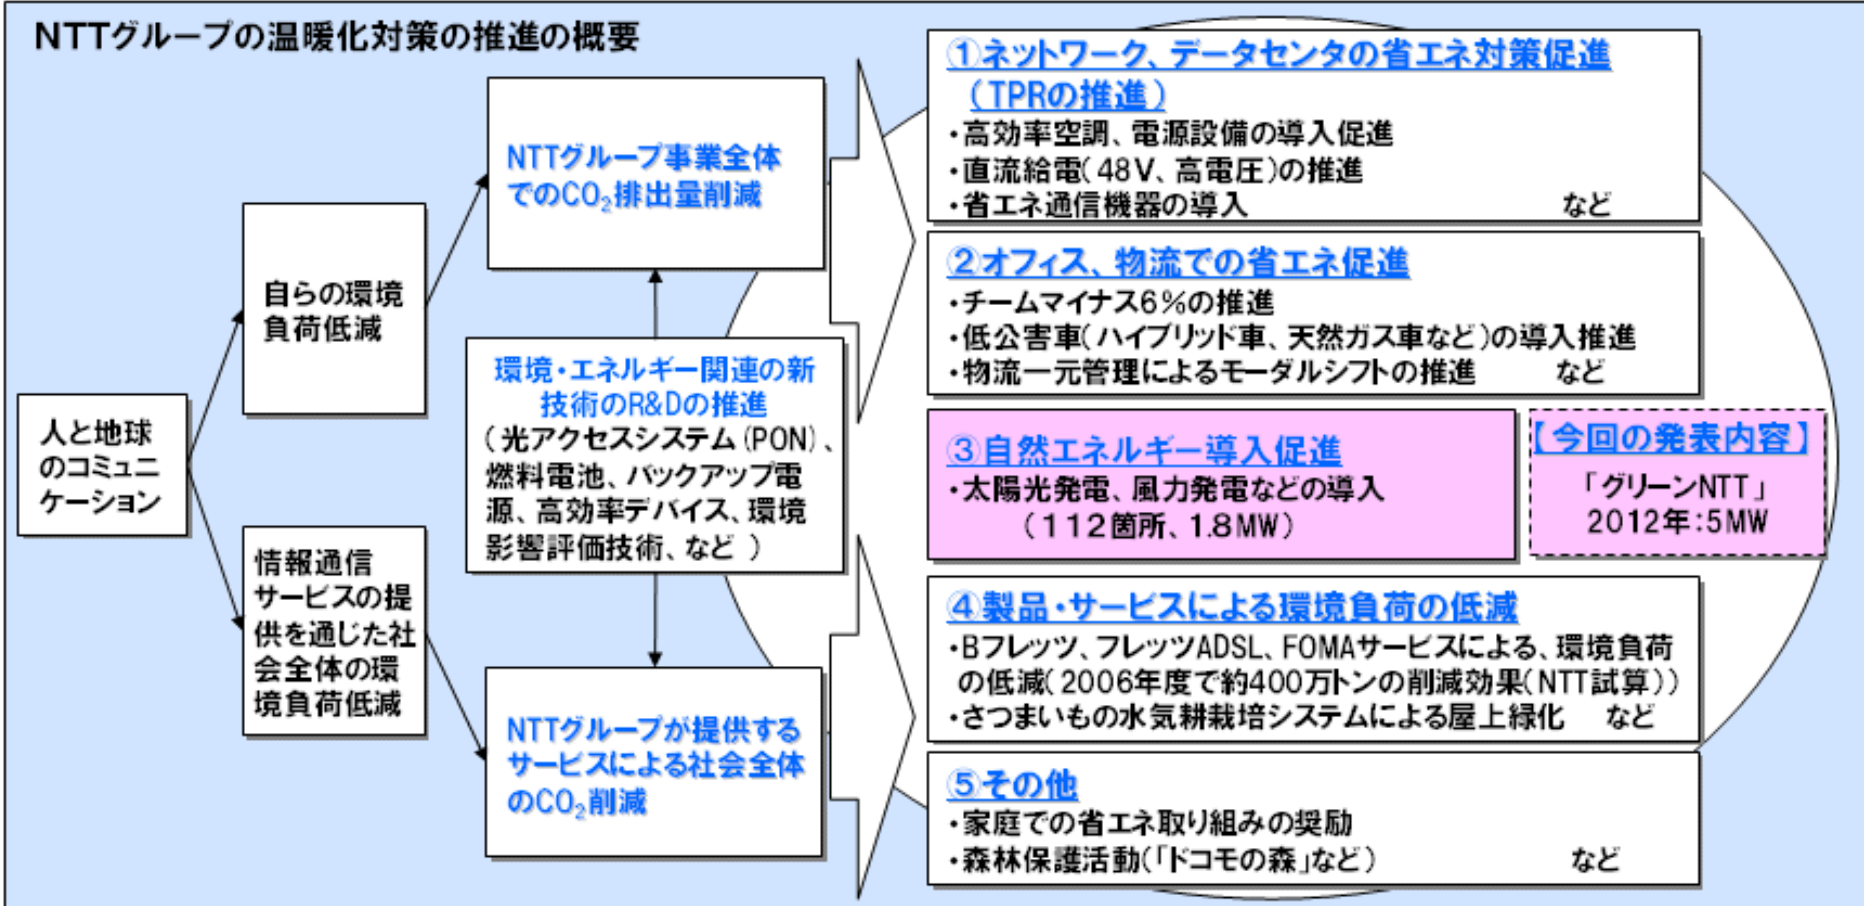 NTTグループの温暖化対策の推進の概要
人と地球
のコミュニ
ケーション
自らの環境
負荷低減
情報通信
サービスの提
供を通じた社
会全体の環
境負荷低減
NTTグループ事業全体
でのCO₂排出量削減
環境・エネルギー関連の新
技術のR&Dの推進
(光アクセスシステム(PON)、
燃料電池、バックアップ電
源、高効率デバイス、環境
影響評価技術、など)
NTTグループが提供する
サービスによる社会全体
のCO₂削減
①ネットワーク、データセンタの省エネ対策促進
(TPRの推進)
・高効率空調、電源設備の導入促進
・直流給電(48V、高電圧)の推進
・省エネ通信機器の導入 など
②オフィス、物流での省エネ促進
・チームマイナス6%の推進
・低公害車(ハイブリッド車、天然ガス車など)の導入推進
・物流一元管理によるモーダルシフトの推進 など
③自然エネルギー導入促進
・太陽光発電、風力発電などの導入
(112箇所、1.8MW)
【今回の発表内容】
「グリーンNTT」
2012年:5MW
④製品・サービスによる環境負荷の低減
・Bフレッツ、フレッツADSL、FOMAサービスによる、環境負荷
の低減(2006年度で約400万トンの削減効果(NTT試算))
・さつまいもの水気耕栽培システムによる屋上緑化 など
⑤その他
・家庭での省エネ取り組みの奨励
・森林保護活動(「ドコモの森」など) など